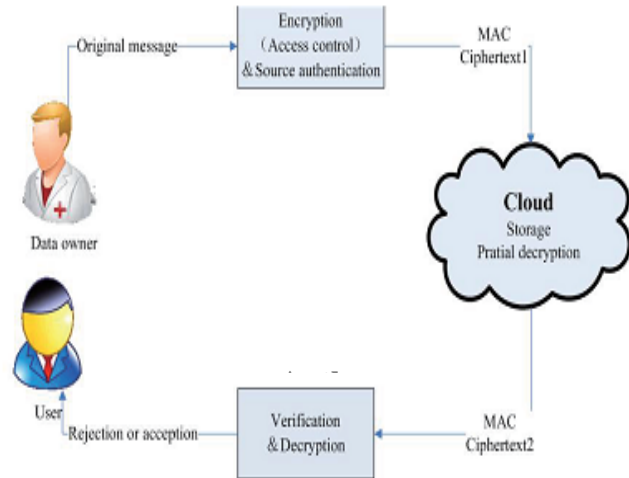 Original message
Encryption
(Access control)
&Source authentication
MAC
Ciphertext1
Data owner
Cloud
Storage
Pratial decryption
User
Rejection or acception
Verification
&Decryption
MAC
Ciphertext2